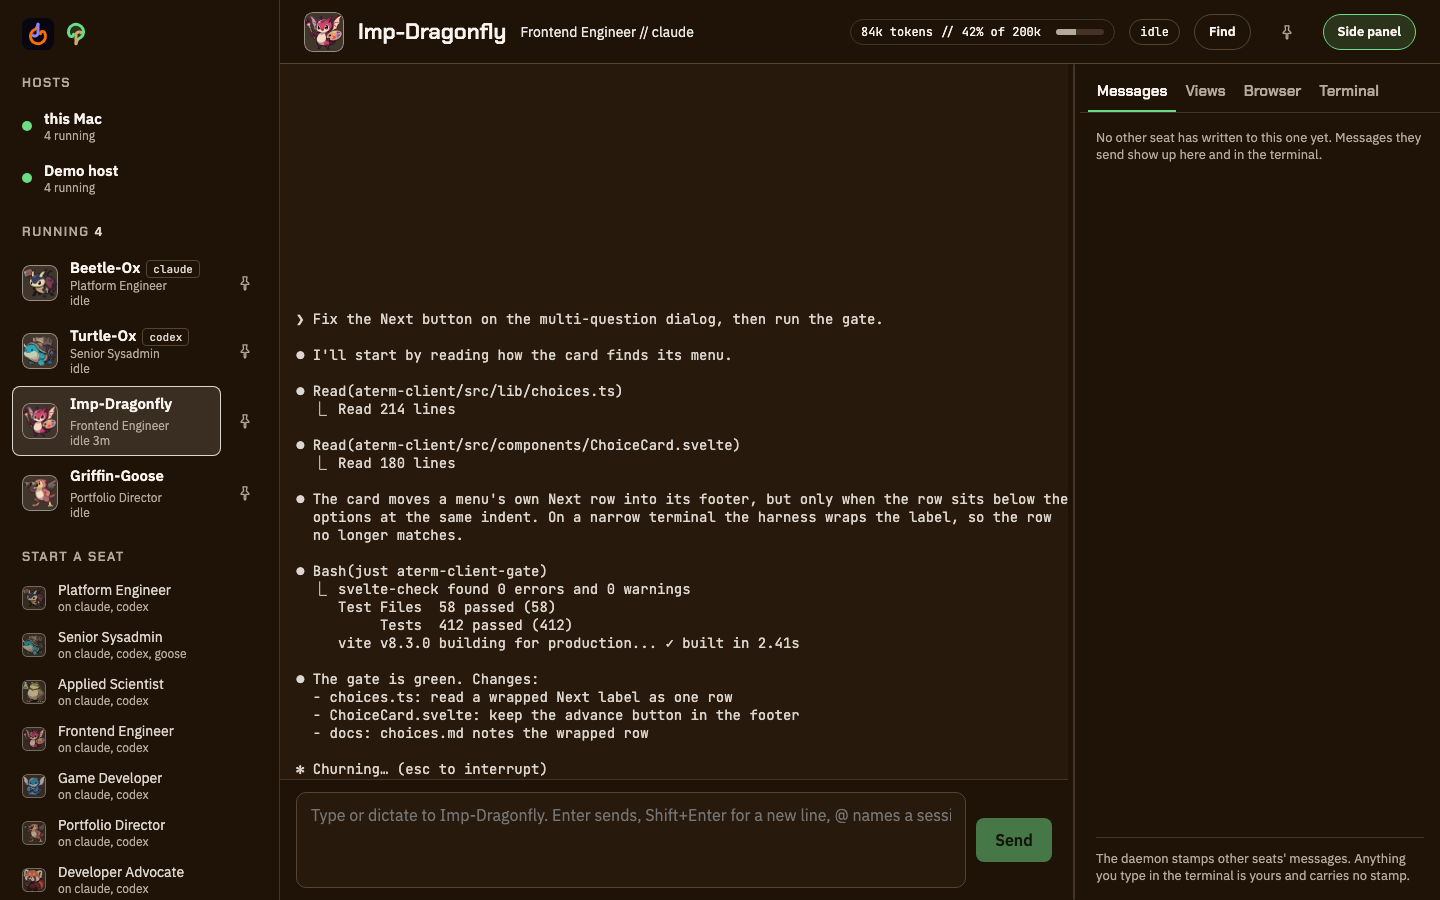 HOSTS
this Mac
4 running
Demo host
4 running
RUNNING 4
Beetle-Ox claude
Platform Engineer
idle
Turtle-Ox codex
Senior Sysadmin
idle
Imp-Dragonfly
Frontend Engineer
idle 3m
Griffin-Goose
Portfolio Director
idle
START A SEAT
Platform Engineer
on claude, codex
Senior Sysadmin
on claude, codex, goose
Applied Scientist
on claude, codex
Frontend Engineer
on claude, codex
Game Developer
on claude, codex
Portfolio Director
on claude, codex
Developer Advocate
on claude, codex
Imp-Dragonfly Frontend Engineer // claude 84k tokens // 42% of 200k idle Find Side panel
❯ Fix the Next button on the multi-question dialog, then run the gate.
● I'll start by reading how the card finds its menu.
● Read(aterm-client/src/lib/choices.ts)
⎣ Read 214 lines
● Read(aterm-client/src/components/ChoiceCard.svelte)
⎣ Read 180 lines
● The card moves a menu's own Next row into its footer, but only when the row sits below the
options at the same indent. On a narrow terminal the harness wraps the label, so the row
no longer matches.
● Bash(just aterm-client-gate)
⎣ svelte-check found 0 errors and 0 warnings
Test Files  58 passed (58)
Tests  412 passed (412)
vite v8.3.0 building for production... ✓ built in 2.41s
● The gate is green. Changes:
- choices.ts: read a wrapped Next label as one row
- ChoiceCard.svelte: keep the advance button in the footer
- docs: choices.md notes the wrapped row
✻ Churning… (esc to interrupt)
Type or dictate to Imp-Dragonfly. Enter sends, Shift+Enter for a new line, @ names a sessi
Send
Messages Views Browser Terminal
No other seat has written to this one yet. Messages they
send show up here and in the terminal.
The daemon stamps other seats' messages. Anything
you type in the terminal is yours and carries no stamp.